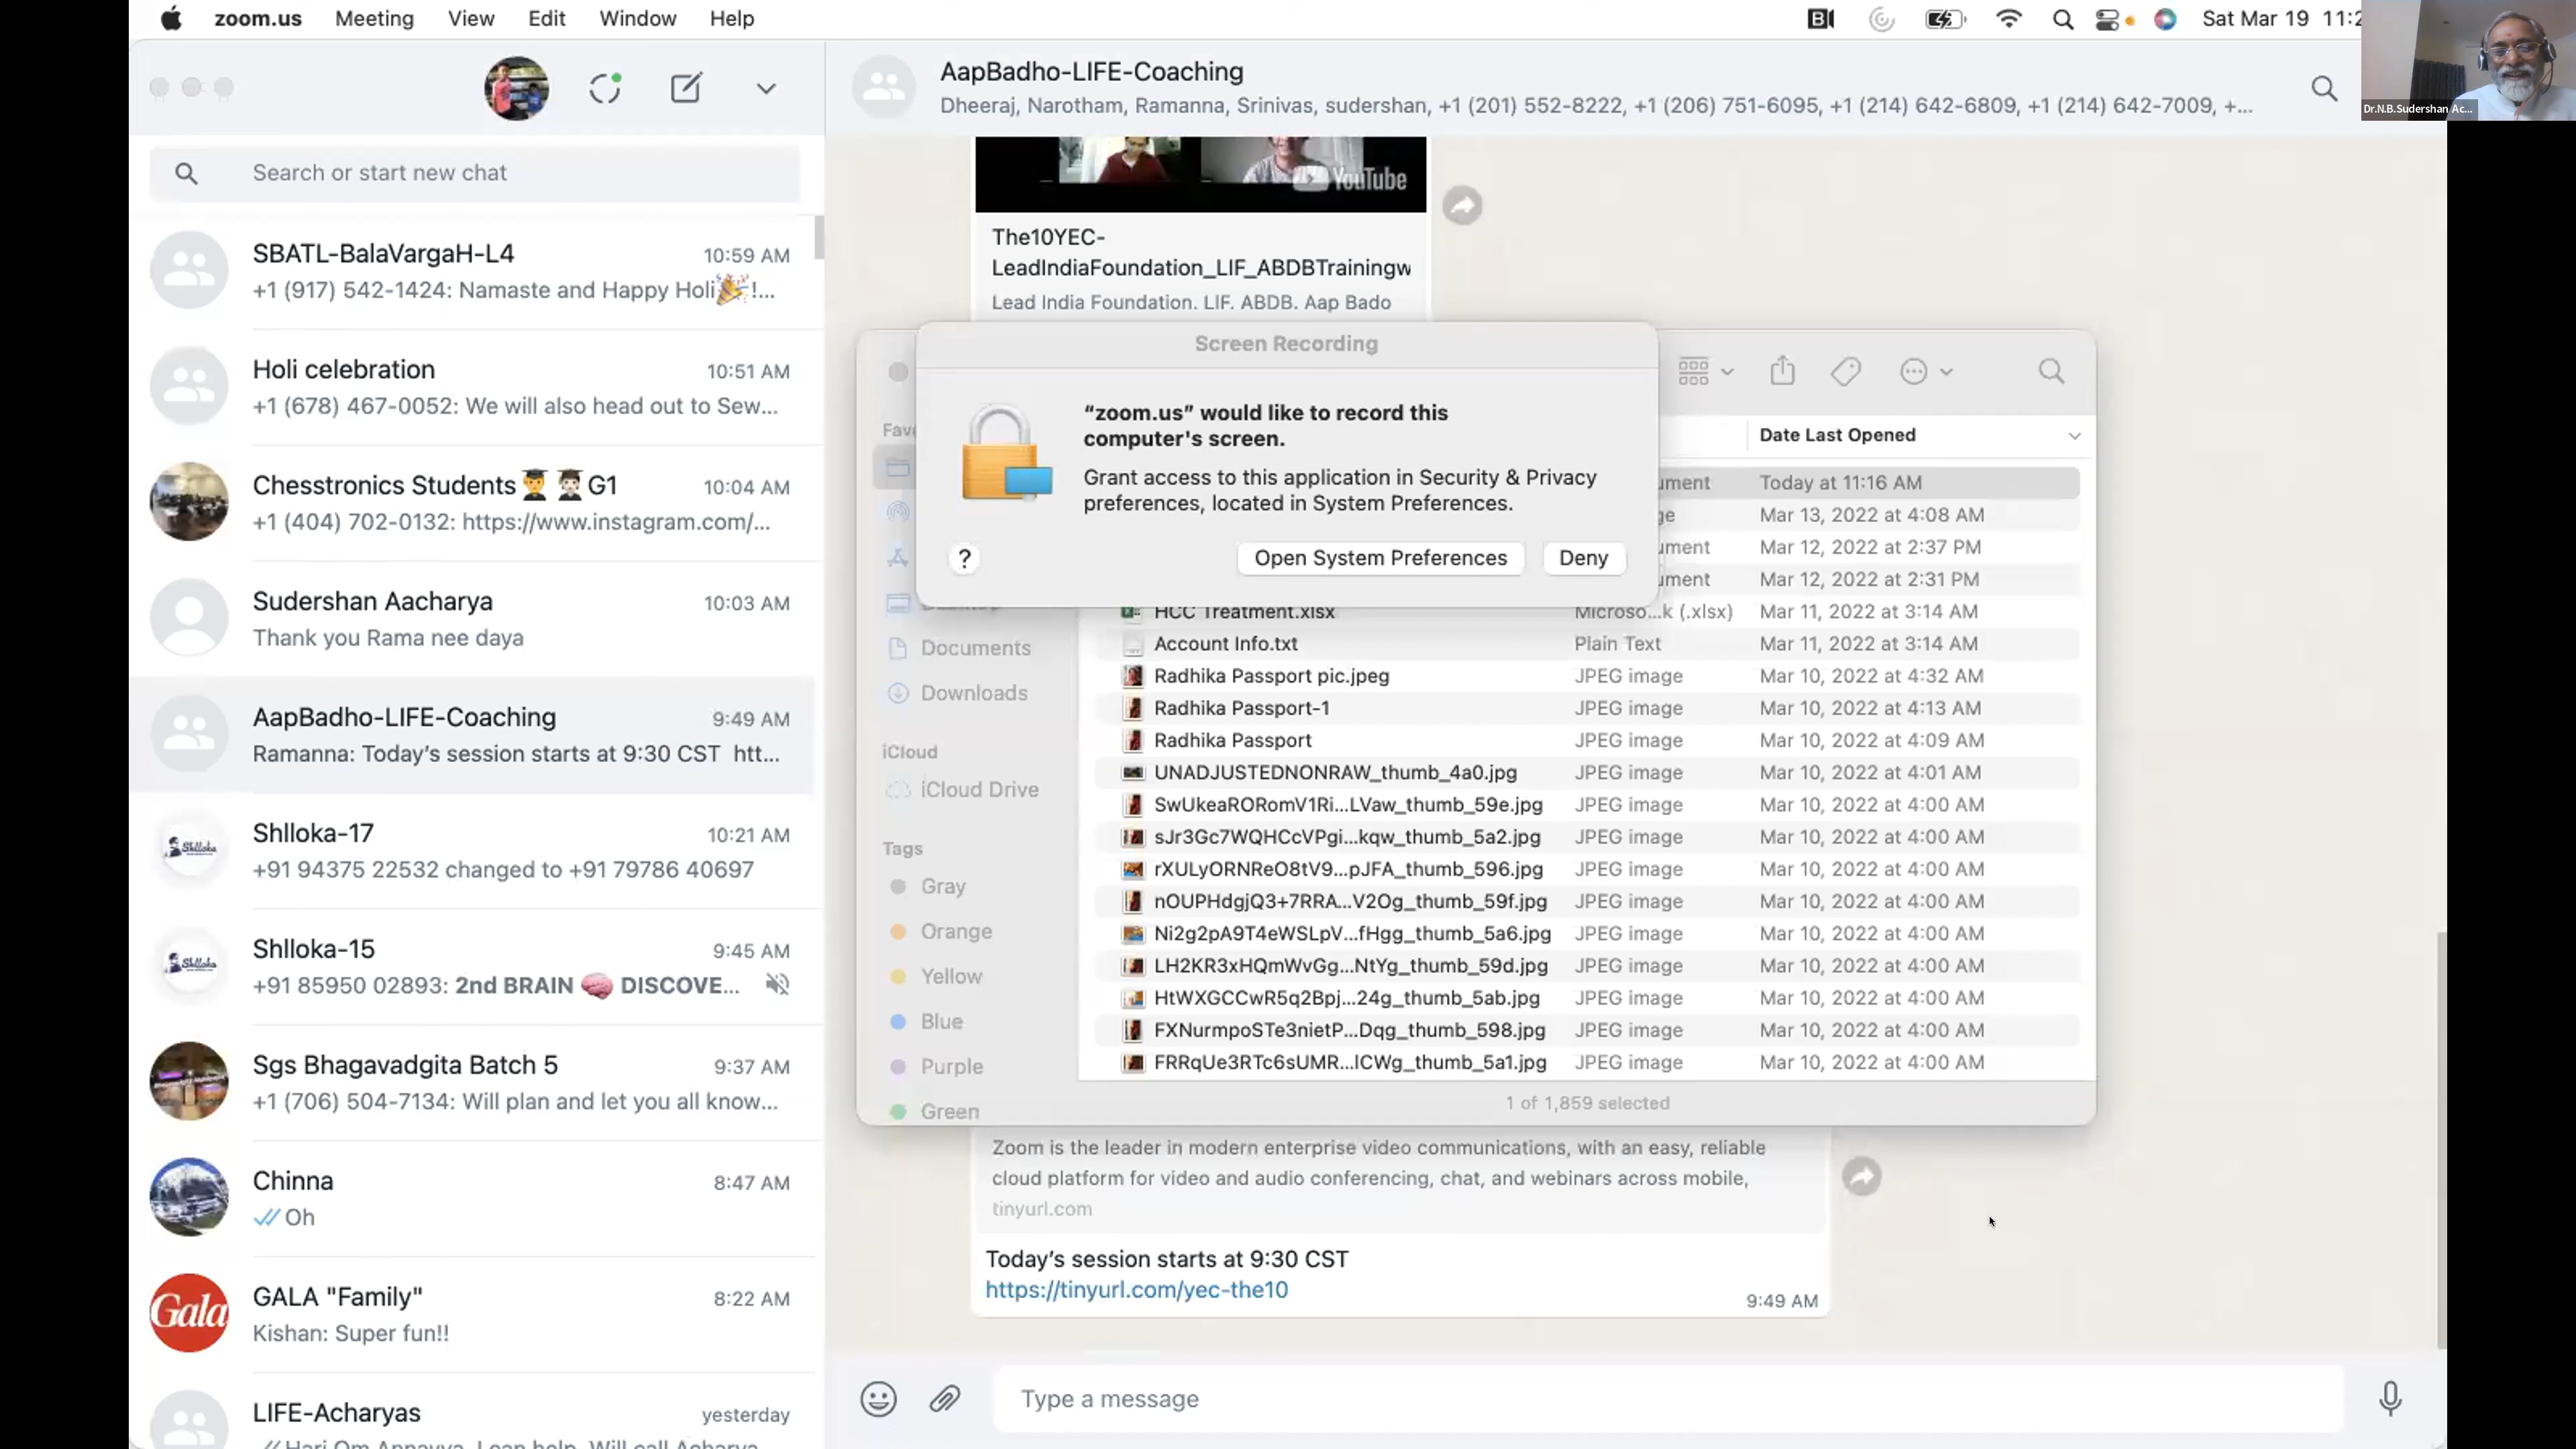 zoom.us Meeting View Edit Window Help
Sat Mar 19 11:2
Dr.N.B.Sudershan Ac...
Search or start new chat
SBATL-BalaVargaH-L4 10:59 AM
+1 (917) 542-1424: Namaste and Happy Holi🎉!...
Holi celebration 10:51 AM
+1 (678) 467-0052: We will also head out to Sew...
Chesstronics Students👨‍🎓👩🏻‍🎓G1 10:04 AM
+1 (404) 702-0132: https://www.instagram.com/...
Sudershan Aacharya 10:03 AM
Thank you Rama nee daya
AapBadho-LIFE-Coaching 9:49 AM
Ramanna: Today's session starts at 9:30 CST htt...
Shlloka-17 10:21 AM
+91 94375 22532 changed to +91 79786 40697
Shlloka-15 9:45 AM
+91 85950 02893: 2nd BRAIN 🧠 DISCOVE...
Sgs Bhagavadgita Batch 5 9:37 AM
+1 (706) 504-7134: Will plan and let you all know...
Chinna 8:47 AM
Oh
Gala
GALA "Family" 8:22 AM
Kishan: Super fun!!
LIFE-Acharyas yesterday
AapBadho-LIFE-Coaching
Dheeraj, Narotham, Ramanna, Srinivas, sudershan, +1 (201) 552-8222, +1 (206) 751-6095, +1 (214) 642-6809, +1 (214) 642-7009, +...
YouTube
The10YEC-
LeadIndiaFoundation_LIF_ABDBTrainingw
Lead India Foundation. LIF. ABDB. Aap Bado
Screen Recording
"zoom.us" would like to record this
computer's screen.
Grant access to this application in Security & Privacy
preferences, located in System Preferences.
? Open System Preferences Deny
Fav
Documents
Downloads
iCloud
iCloud Drive
Tags
Gray
Orange
Yellow
Blue
Purple
Green
Date Last Opened
ument Today at 11:16 AM
ge Mar 13, 2022 at 4:08 AM
ument Mar 12, 2022 at 2:37 PM
ument Mar 12, 2022 at 2:31 PM
HCC Treatment.xlsx Microso...k (.xlsx) Mar 11, 2022 at 3:14 AM
Account Info.txt Plain Text Mar 11, 2022 at 3:14 AM
Radhika Passport pic.jpeg JPEG image Mar 10, 2022 at 4:32 AM
Radhika Passport-1 JPEG image Mar 10, 2022 at 4:13 AM
Radhika Passport JPEG image Mar 10, 2022 at 4:09 AM
UNADJUSTEDNONRAW_thumb_4a0.jpg JPEG image Mar 10, 2022 at 4:01 AM
SwUkeaRORomV1Ri...LVaw_thumb_59e.jpg JPEG image Mar 10, 2022 at 4:00 AM
sJr3Gc7WQHCcVPgi...kqw_thumb_5a2.jpg JPEG image Mar 10, 2022 at 4:00 AM
rXULyORNReO8tV9...pJFA_thumb_596.jpg JPEG image Mar 10, 2022 at 4:00 AM
nOUPHdgjQ3+7RRA...V2Og_thumb_59f.jpg JPEG image Mar 10, 2022 at 4:00 AM
Ni2g2pA9T4eWSLpV...fHgg_thumb_5a6.jpg JPEG image Mar 10, 2022 at 4:00 AM
LH2KR3xHQmWvGg...NtYg_thumb_59d.jpg JPEG image Mar 10, 2022 at 4:00 AM
HtWXGCCwR5q2Bpj...24g_thumb_5ab.jpg JPEG image Mar 10, 2022 at 4:00 AM
FXNurmpoSTe3nietP...Dqg_thumb_598.jpg JPEG image Mar 10, 2022 at 4:00 AM
FRRqUe3RTc6sUMR...lCWg_thumb_5a1.jpg JPEG image Mar 10, 2022 at 4:00 AM
1 of 1,859 selected
Zoom is the leader in modern enterprise video communications, with an easy, reliable
cloud platform for video and audio conferencing, chat, and webinars across mobile,
tinyurl.com
Today's session starts at 9:30 CST
https://tinyurl.com/yec-the10
9:49 AM
Type a message